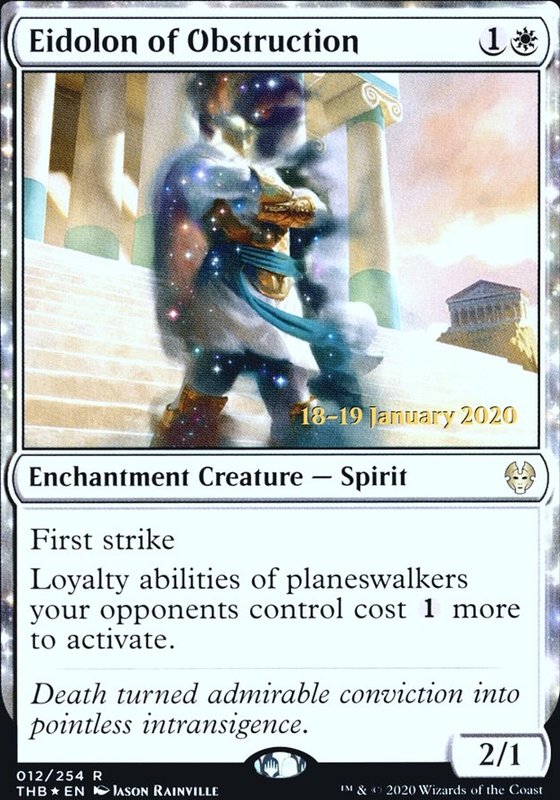 Eidolon of Obstruction 1
18–19 January 2020
Enchantment Creature — Spirit
First strike
Loyalty abilities of planeswalkers
your opponents control cost 1 more
to activate.
Death turned admirable conviction into
pointless intransigence.
2/1
012/254 R
THB★EN Jason Rainville
™ & © 2020 Wizards of the Coast